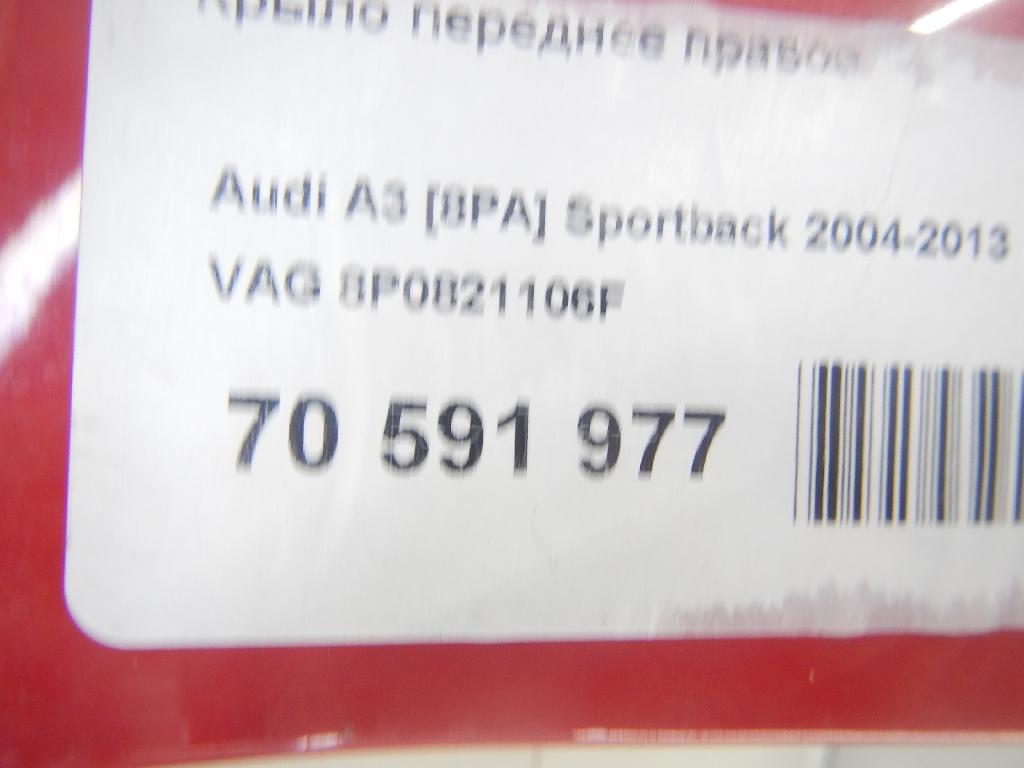 Крыло переднее правое
Audi A3 [8PA] Sportback 2004-2013
VAG 8P0821106F
70 591 977